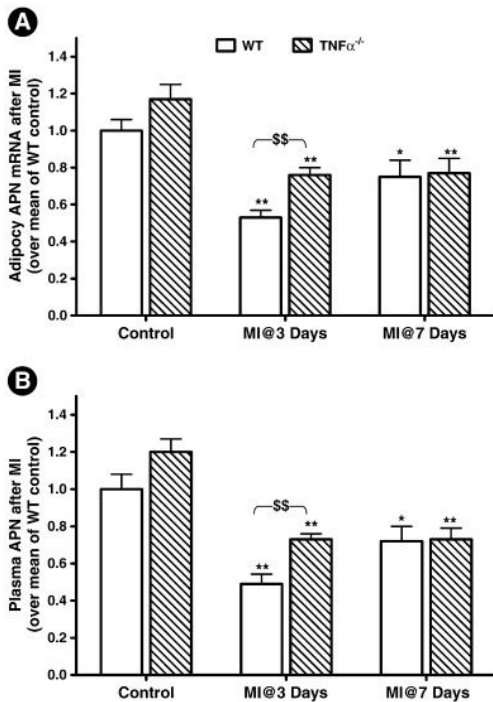 A
WT TNFα-/-
Adipocy APN mRNA after MI
(over mean of WT control)
1.4
1.2
1.0
0.8
0.6
0.4
0.2
0.0
$$
** ** * **
Control MI@3 Days MI@7 Days
B
Plasma APN after MI
(over mean of WT control)
1.4
1.2
1.0
0.8
0.6
0.4
0.2
0.0
$$
** ** * **
Control MI@3 Days MI@7 Days